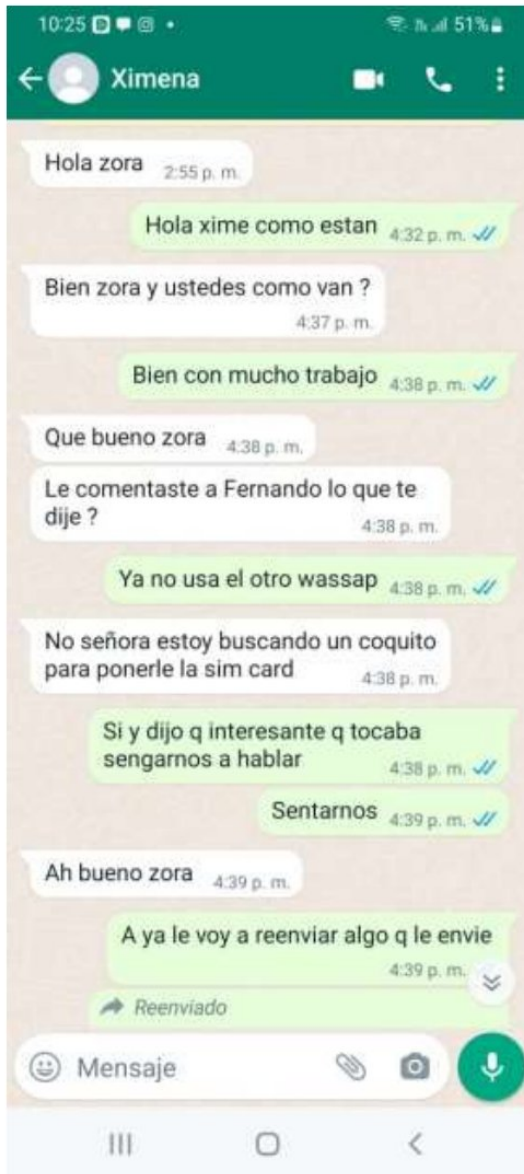 10:25
51%
Ximena
Hola zora 2:55 p. m.
Hola xime como estan 4:32 p. m.
Bien zora y ustedes como van ?
4:37 p. m.
Bien con mucho trabajo 4:38 p. m.
Que bueno zora 4:38 p. m.
Le comentaste a Fernando lo que te
dije ? 4:38 p. m.
Ya no usa el otro wassap 4:38 p. m.
No señora estoy buscando un coquito
para ponerle la sim card 4:38 p. m.
Si y dijo q interesante q tocaba
sengarnos a hablar 4:38 p. m.
Sentarnos 4:39 p. m.
Ah bueno zora 4:39 p. m.
A ya le voy a reenviar algo q le envie
4:39 p. m.
Reenviado
Mensaje